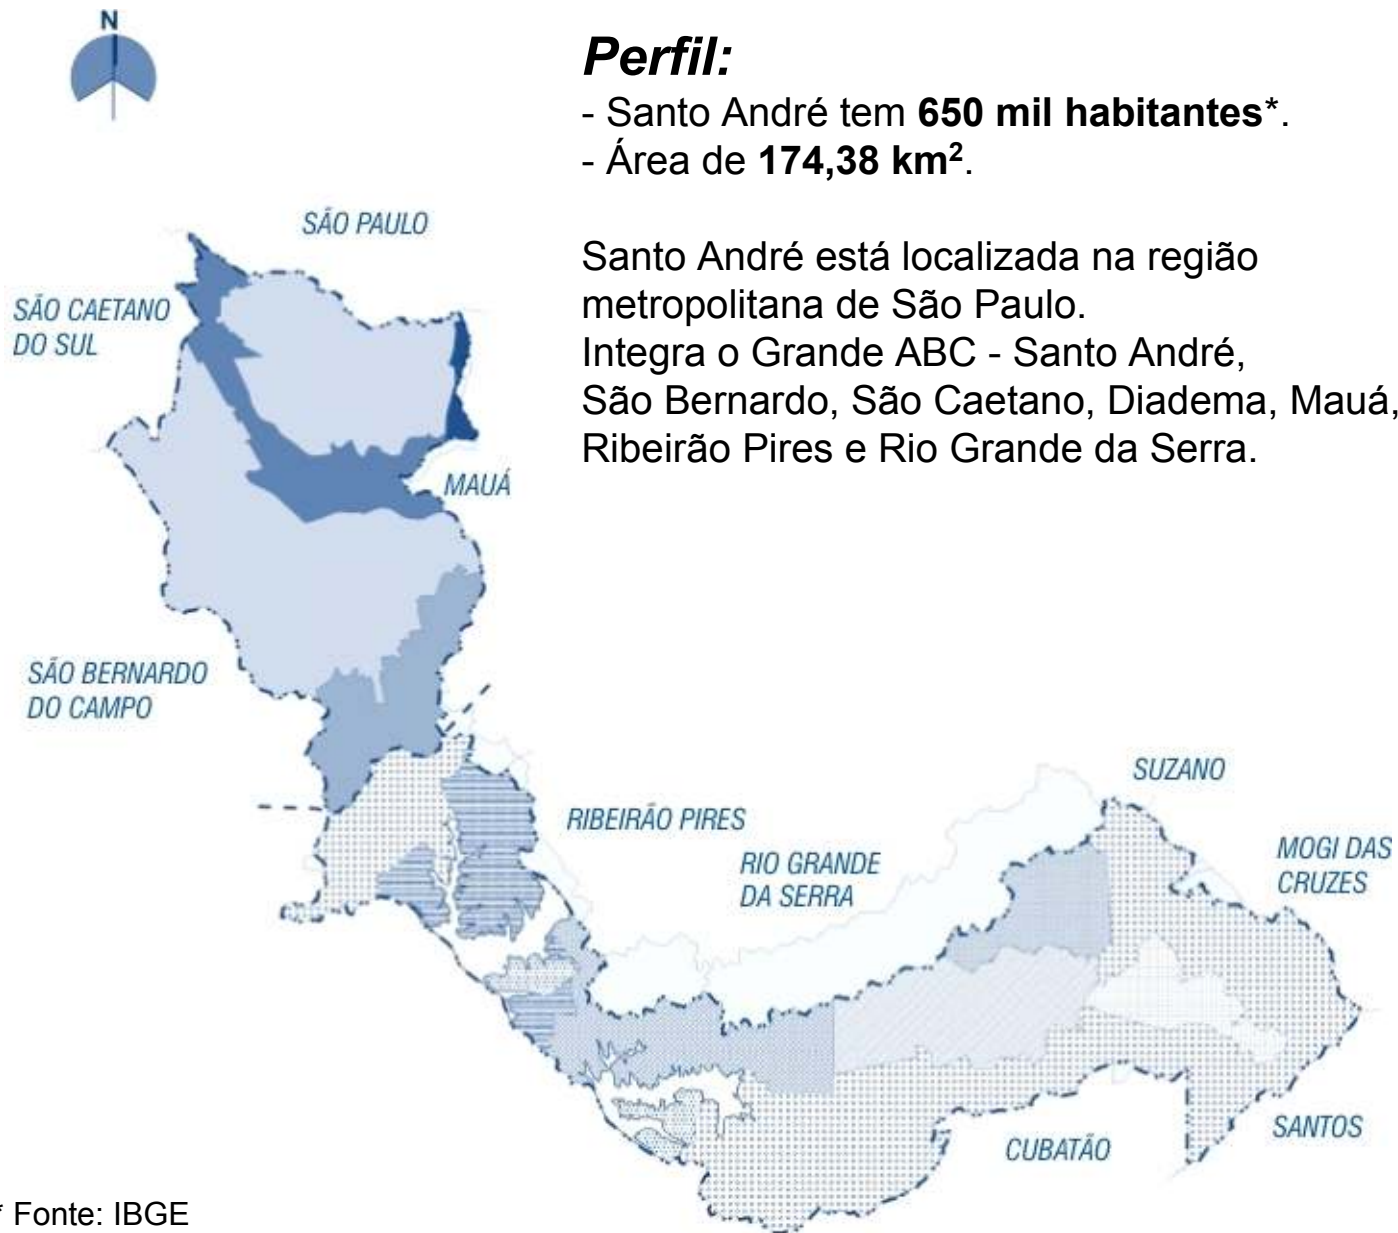 N
Perfil:
- Santo André tem 650 mil habitantes*.
- Área de 174,38 km².
Santo André está localizada na região
metropolitana de São Paulo.
Integra o Grande ABC - Santo André,
São Bernardo, São Caetano, Diadema, Mauá,
Ribeirão Pires e Rio Grande da Serra.
SÃO PAULO
SÃO CAETANO
DO SUL
MAUÁ
SÃO BERNARDO
DO CAMPO
SUZANO
RIBEIRÃO PIRES
RIO GRANDE
DA SERRA
MOGI DAS
CRUZES
SANTOS
CUBATÃO
* Fonte: IBGE